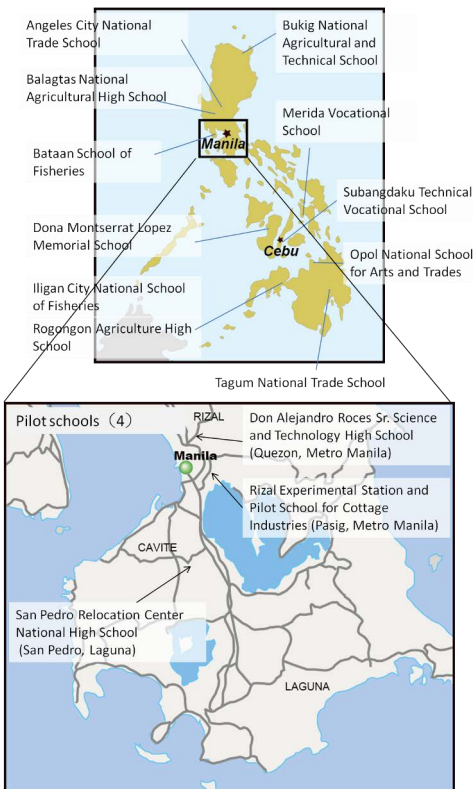 Angeles City National
Trade School
Bukig National
Agricultural and
Technical School
Balagtas National
Agricultural High School
Merida Vocational
School
Manila
Bataan School of
Fisheries
Subangdaku Technical
Vocational School
Dona Montserrat Lopez
Memorial School
Cebu
Opol National School
for Arts and Trades
Iligan City National School
of Fisheries
Rogongon Agriculture High
School
Tagum National Trade School
Pilot schools（4）
RIZAL
Don Alejandro Roces Sr. Science
and Technology High School
(Quezon, Metro Manila)
Manila
Rizal Experimental Station and
Pilot School for Cottage
Industries (Pasig, Metro Manila)
CAVITE
San Pedro Relocation Center
National High School
(San Pedro, Laguna)
LAGUNA